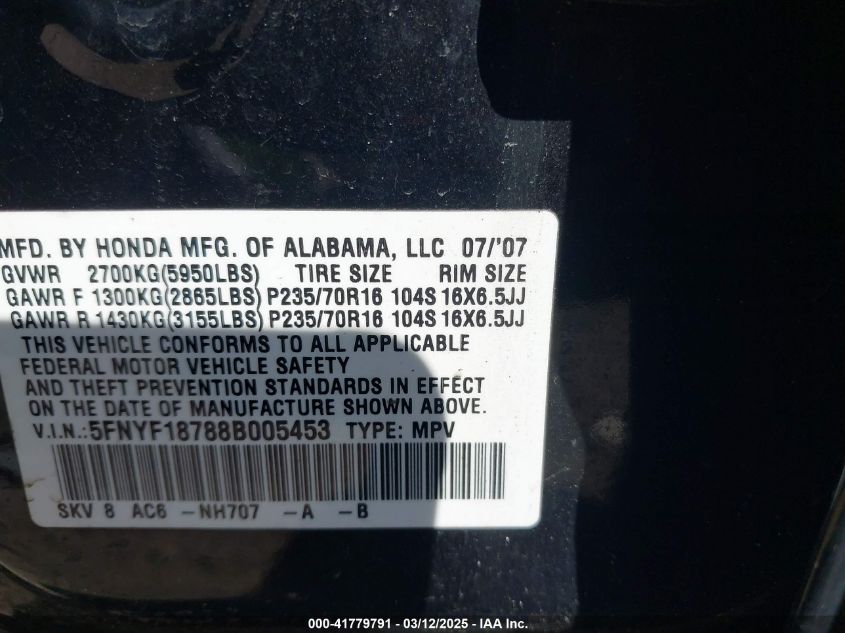 MFD. BY HONDA MFG. OF ALABAMA, LLC 07/'07
GVWR 2700KG(5950LBS) TIRE SIZE RIM SIZE
GAWR F 1300KG(2865LBS) P235/70R16 104S 16X6.5JJ
GAWR R 1430KG(3155LBS) P235/70R16 104S 16X6.5JJ
THIS VEHICLE CONFORMS TO ALL APPLICABLE
FEDERAL MOTOR VEHICLE SAFETY
AND THEFT PREVENTION STANDARDS IN EFFECT
ON THE DATE OF MANUFACTURE SHOWN ABOVE.
V.I.N.:5FNYF18788B005453 TYPE: MPV
SKV 8 AC6 -NH707 -A -B
000-41779791 - 03/12/2025 - IAA Inc.